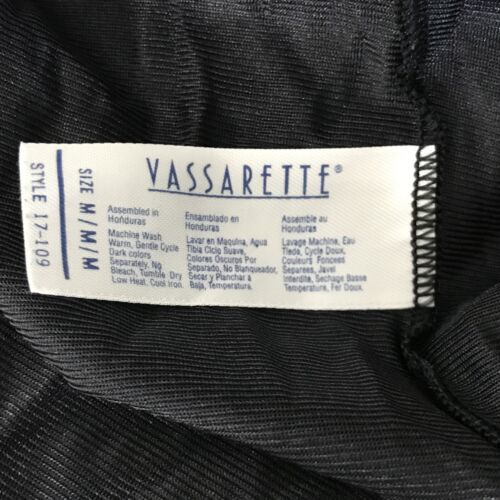 VASSARETTE®
STYLE 17-109
SIZE M/M/M
Assembled in
Honduras
Machine Wash
Warm, Gentle Cycle
Dark colors
Separately, No
Bleach, Tumble Dry
Low Heat, Cool Iron.
Ensamblado en
Honduras
Lavar en Maquina, Agua
Tibia Ciclo Suave,
Colores Oscuros Por
Separado, No Blanqueador,
Secar y Planchar á
Baja, Temperatura.
Assemble au
Honduras
Lavage Machine, Eau
Tiede, Cycle Doux,
Couleurs Foncees
Separees, Javel
Interdite, Sechage Basse
Temperature, Fer Doux.